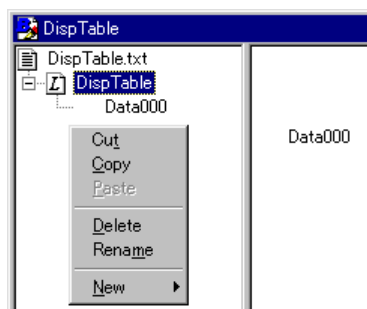 DispTable
DispTable.txt
DispTable
Data000
Cut
Copy
Paste
Delete
Rename
New
Data000